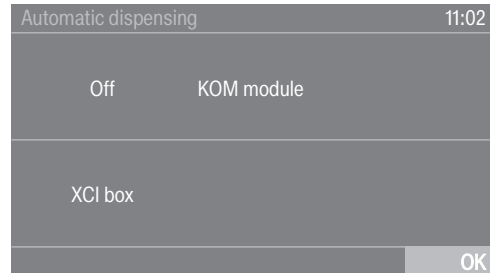 Automatic dispensing 11:02
Off KOM module
XCI box
OK